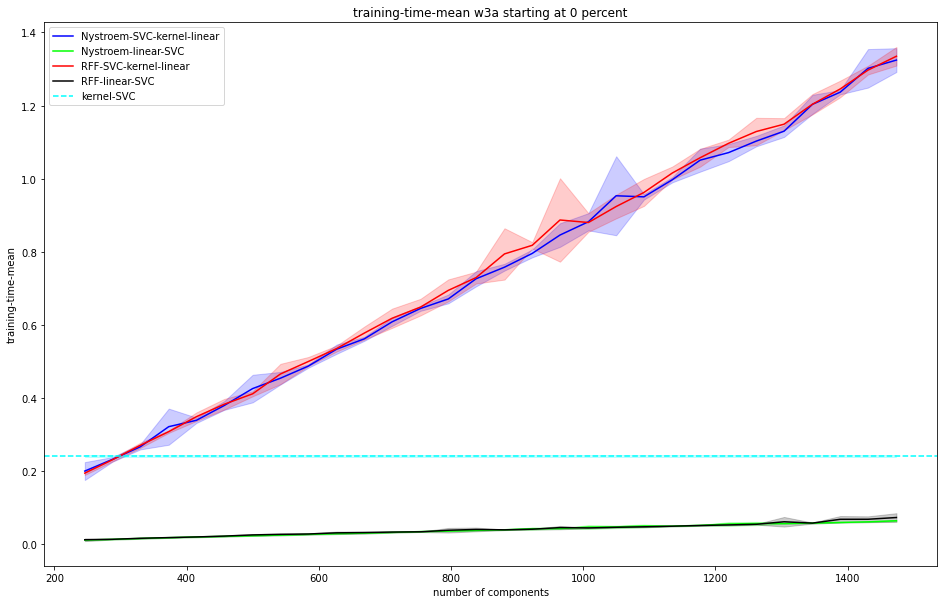 training-time-mean w3a starting at 0 percent
Nystroem-SVC-kernel-linear
Nystroem-linear-SVC
RFF-SVC-kernel-linear
RFF-linear-SVC
kernel-SVC
1.4
1.2
1.0
0.8
0.6
0.4
0.2
0.0
training-time-mean
200 400 600 800 1000 1200 1400
number of components